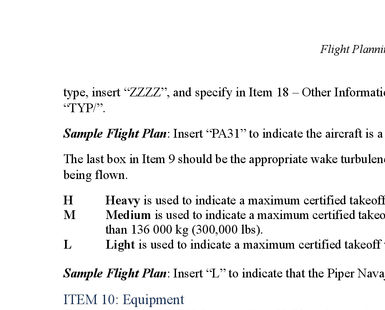 Flight Planni
type, insert “ZZZZ”, and specify in Item 18 – Other Informati
“TYP/”.
Sample Flight Plan: Insert “PA31” to indicate the aircraft is a
The last box in Item 9 should be the appropriate wake turbulen
being flown.
H Heavy is used to indicate a maximum certified takeoff
M Medium is used to indicate a maximum certified takeo
than 136 000 kg (300,000 lbs).
L Light is used to indicate a maximum certified takeoff
Sample Flight Plan: Insert “L” to indicate that the Piper Nava
ITEM 10: Equipment